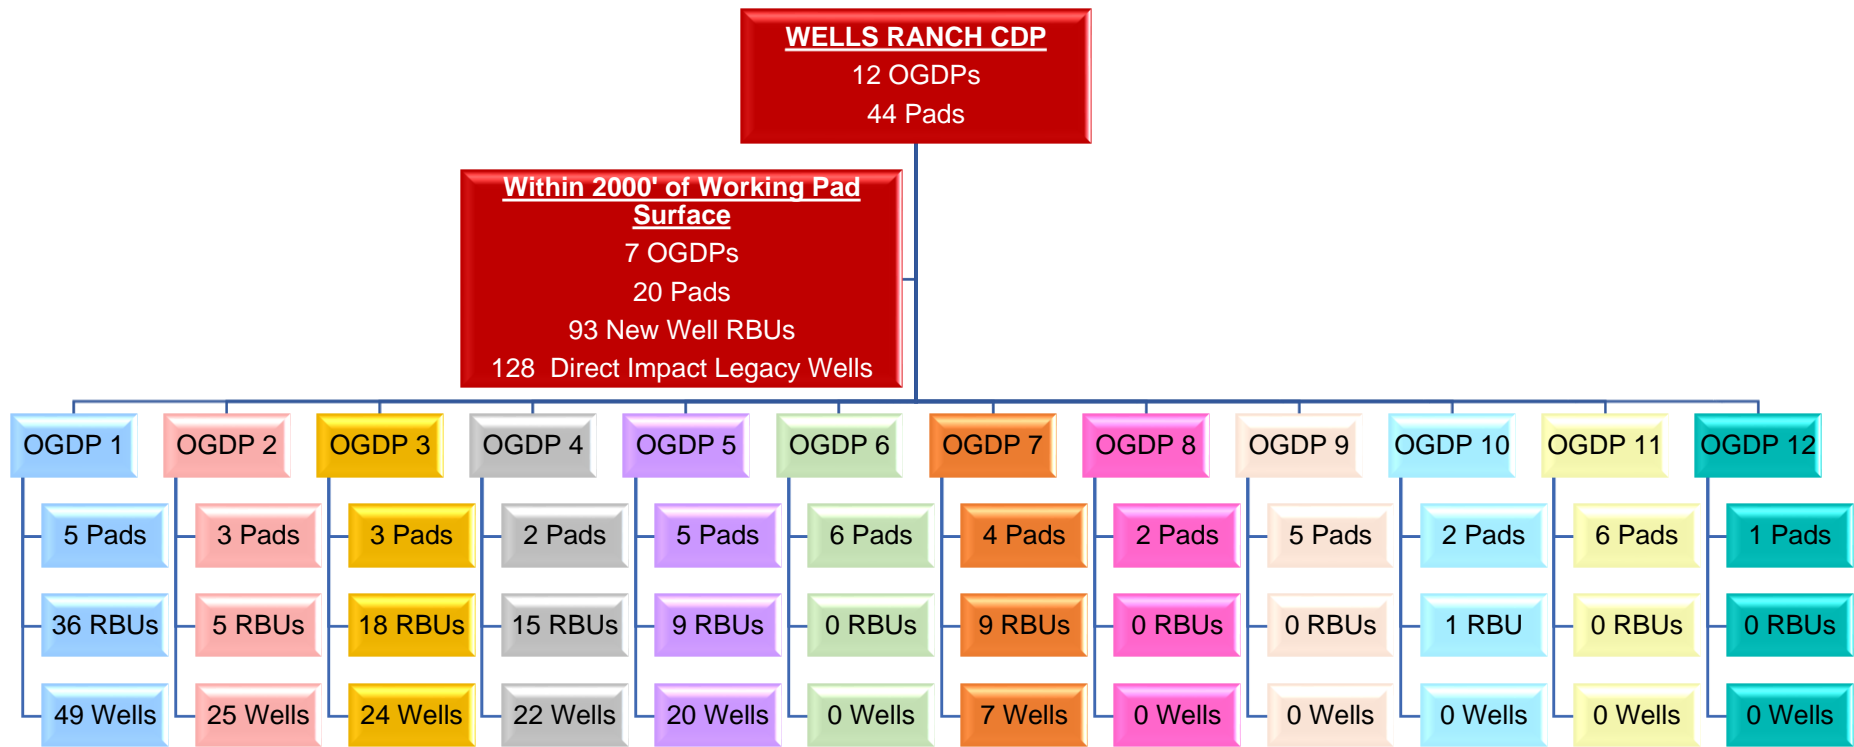 WELLS RANCH CDP
12 OGDPs
44 Pads
Within 2000' of Working Pad
Surface
7 OGDPs
20 Pads
93 New Well RBUs
128 Direct Impact Legacy Wells
OGDP 1
OGDP 2
OGDP 3
OGDP 4
OGDP 5
OGDP 6
OGDP 7
OGDP 8
OGDP 9
OGDP 10
OGDP 11
OGDP 12
5 Pads
3 Pads
3 Pads
2 Pads
5 Pads
6 Pads
4 Pads
2 Pads
5 Pads
2 Pads
6 Pads
1 Pads
36 RBUs
5 RBUs
18 RBUs
15 RBUs
9 RBUs
0 RBUs
9 RBUs
0 RBUs
0 RBUs
1 RBU
0 RBUs
0 RBUs
49 Wells
25 Wells
24 Wells
22 Wells
20 Wells
0 Wells
7 Wells
0 Wells
0 Wells
0 Wells
0 Wells
0 Wells